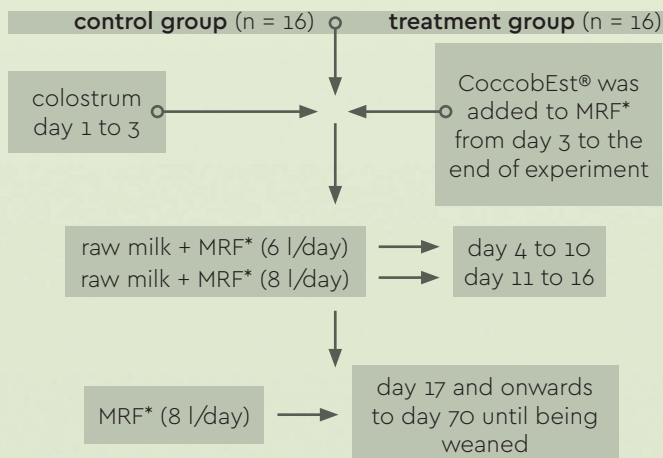 control group (n = 16)
treatment group (n = 16)
colostrum
day 1 to 3
CoccobEst® was
added to MRF*
from day 3 to the
end of experiment
raw milk + MRF* (6 l/day)
day 4 to 10
raw milk + MRF* (8 l/day)
day 11 to 16
MRF* (8 l/day)
day 17 and onwards
to day 70 until being
weaned